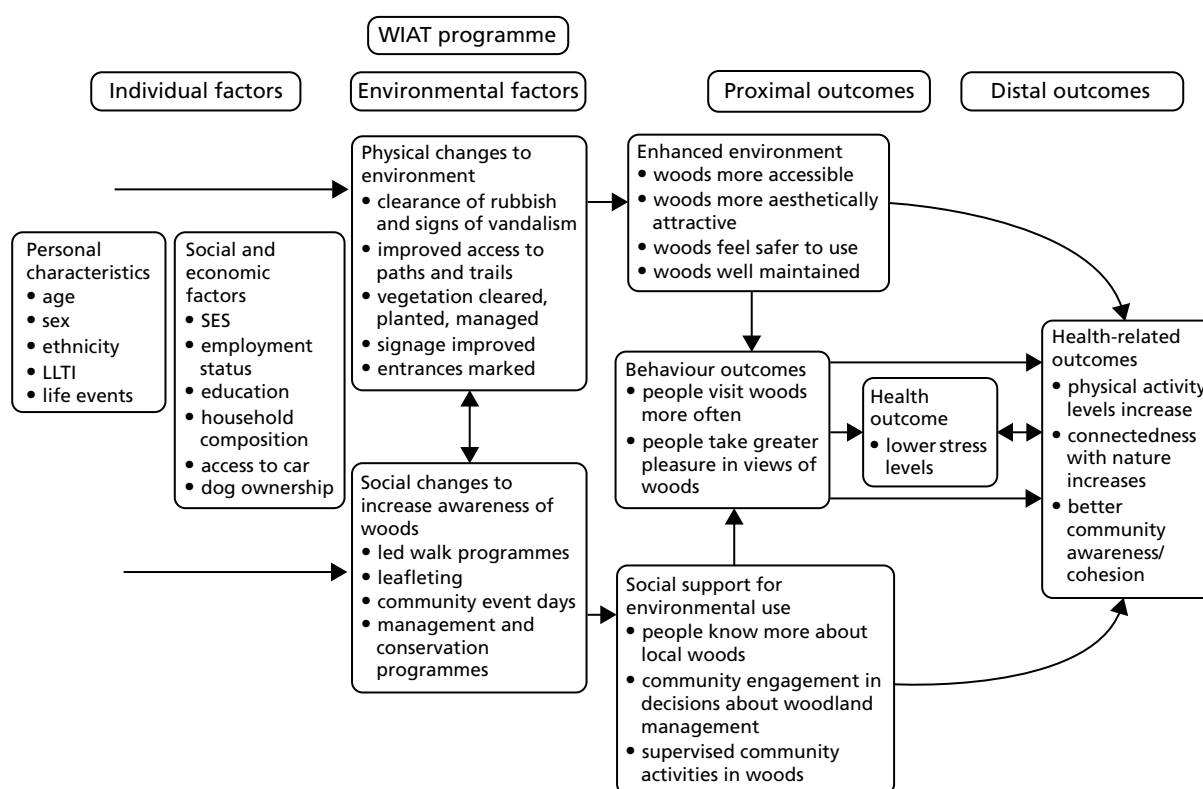 WIAT programme
Individual factors
Environmental factors
Proximal outcomes
Distal outcomes
Personal
characteristics
• age
• sex
• ethnicity
• LLTI
• life events
Social and
economic
factors
• SES
• employment
status
• education
• household
composition
• access to car
• dog ownership
Physical changes to
environment
• clearance of rubbish
and signs of vandalism
• improved access to
paths and trails
• vegetation cleared,
planted, managed
• signage improved
• entrances marked
Social changes to
increase awareness of
woods
• led walk programmes
• leafleting
• community event days
• management and
conservation
programmes
Enhanced environment
• woods more accessible
• woods more aesthetically
attractive
• woods feel safer to use
• woods well maintained
Behaviour outcomes
• people visit woods
more often
• people take greater
pleasure in views of
woods
Social support for
environmental use
• people know more about
local woods
• community engagement in
decisions about woodland
management
• supervised community
activities in woods
Health
outcome
• lower stress
levels
Health-related
outcomes
• physical activity
levels increase
• connectedness
with nature
increases
• better
community
awareness/
cohesion